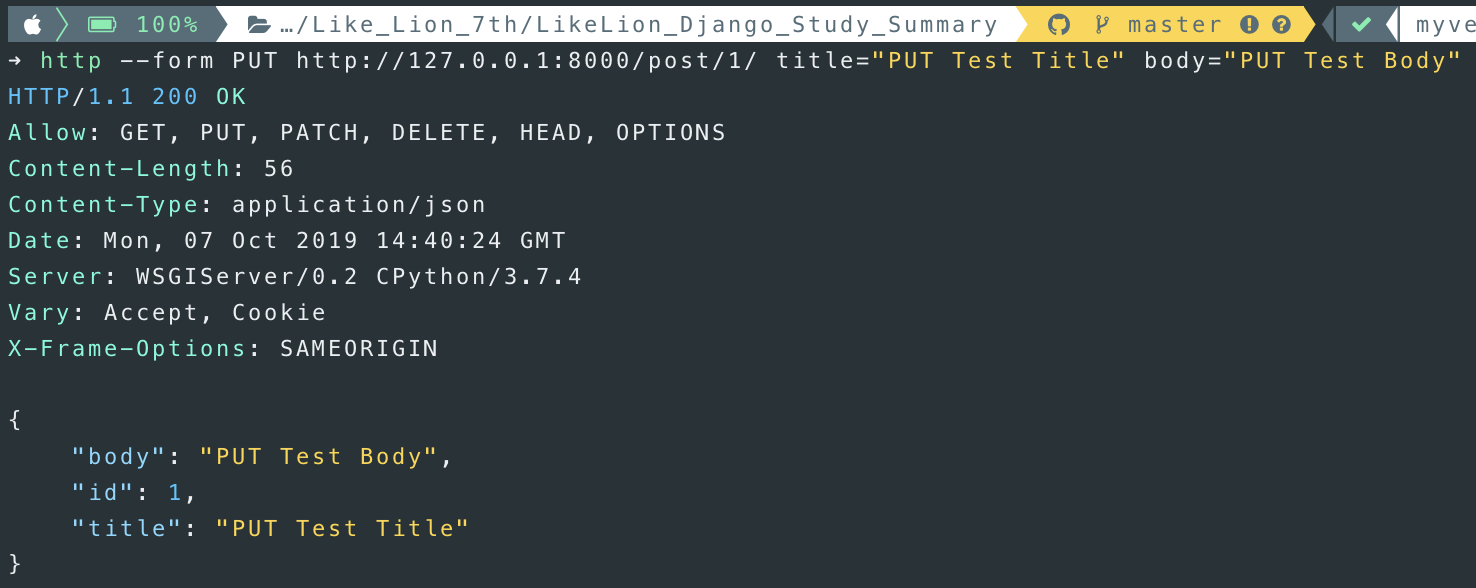 100% …/Like_Lion_7th/LikeLion_Django_Study_Summary master myve
→ http --form PUT http://127.0.0.1:8000/post/1/ title="PUT Test Title" body="PUT Test Body"
HTTP/1.1 200 OK
Allow: GET, PUT, PATCH, DELETE, HEAD, OPTIONS
Content-Length: 56
Content-Type: application/json
Date: Mon, 07 Oct 2019 14:40:24 GMT
Server: WSGIServer/0.2 CPython/3.7.4
Vary: Accept, Cookie
X-Frame-Options: SAMEORIGIN
{
    "body": "PUT Test Body",
    "id": 1,
    "title": "PUT Test Title"
}